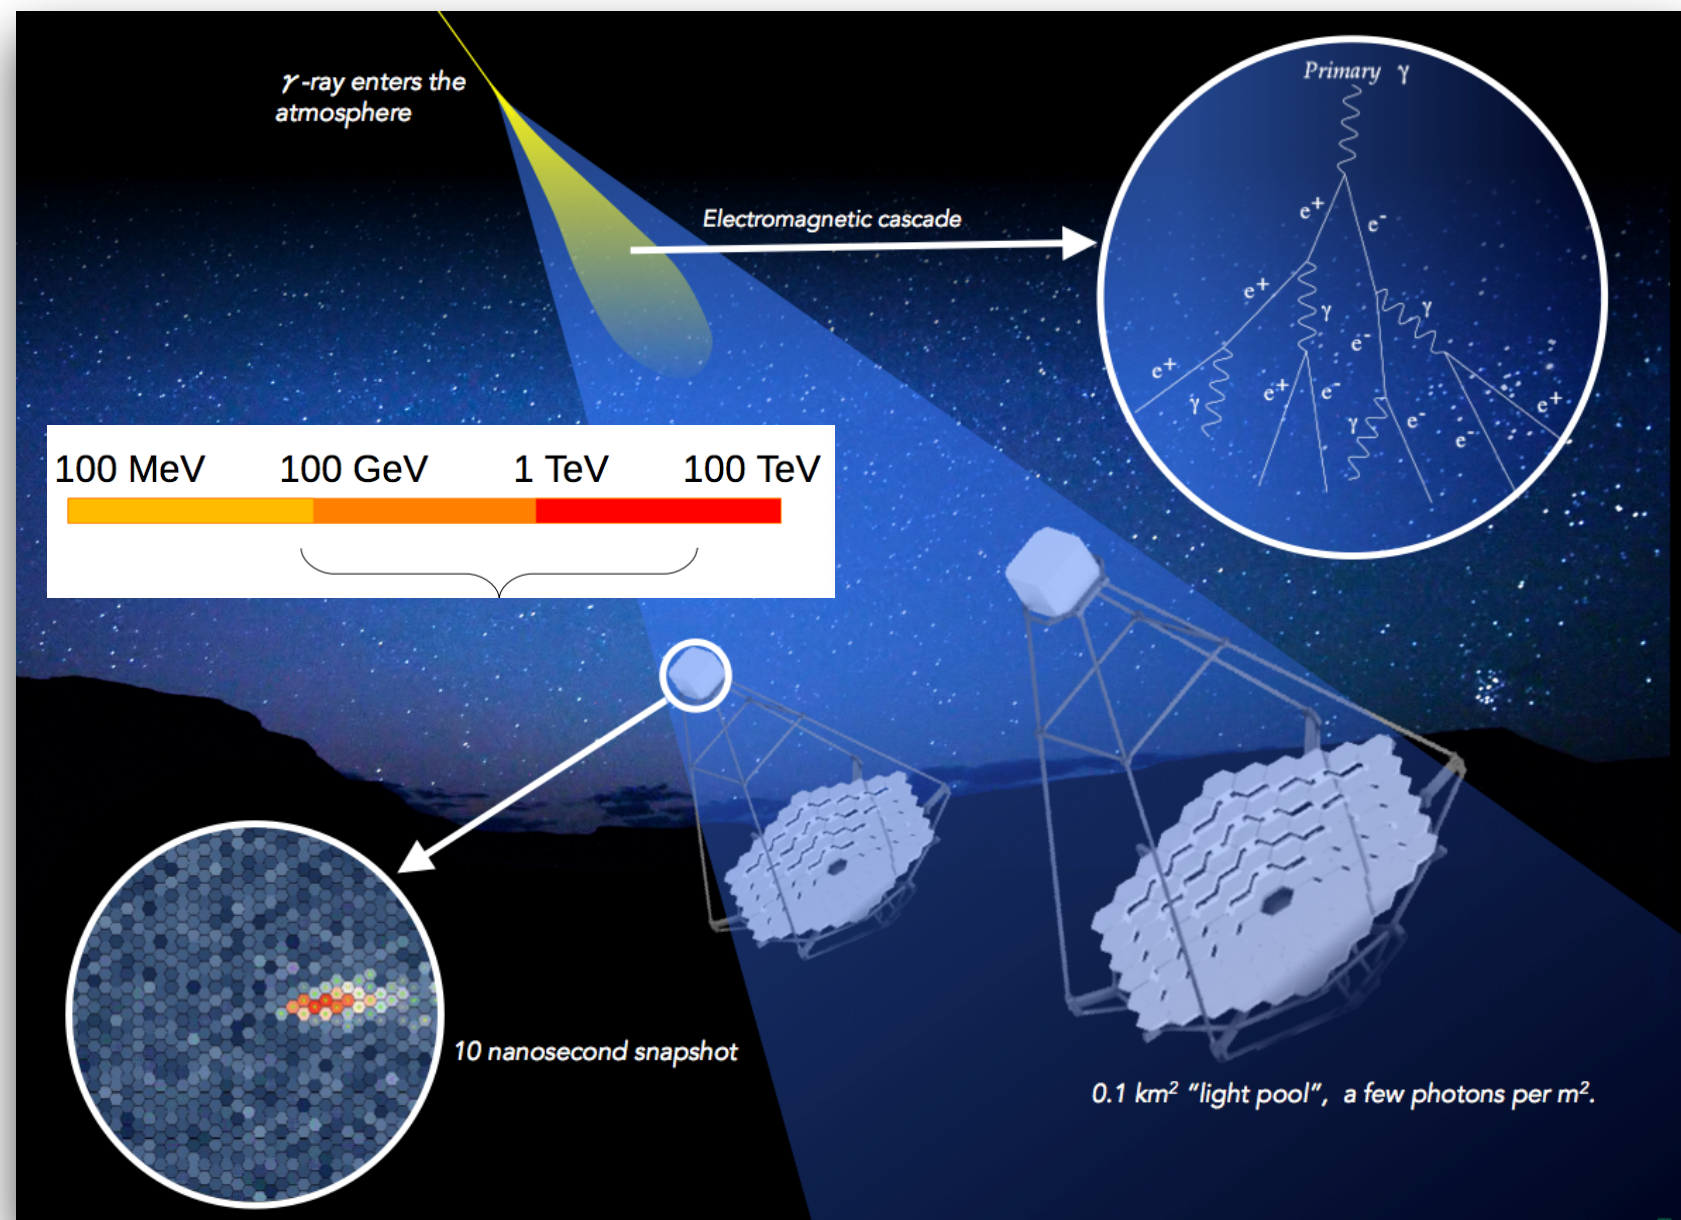 γ-ray enters the
atmosphere
Primary γ
Electromagnetic cascade
e⁺
e⁻
e⁺
γ
γ
e⁻
e⁺
γ
e⁺
e⁻
γ
e⁻
e⁻
e⁺
100 MeV 100 GeV 1 TeV 100 TeV
10 nanosecond snapshot
0.1 km² “light pool”, a few photons per m².